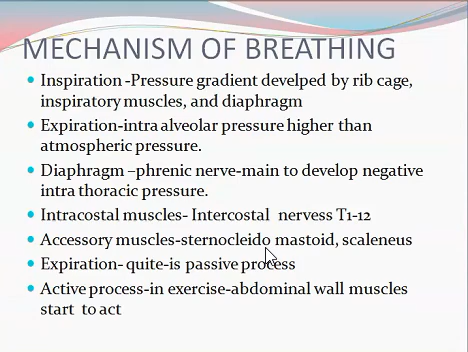 MECHANISM OF BREATHING
Inspiration -Pressure gradient develped by rib cage,
inspiratory muscles, and diaphragm
Expiration-intra alveolar pressure higher than
atmospheric pressure.
Diaphragm –phrenic nerve-main to develop negative
intra thoracic pressure.
Intracostal muscles- Intercostal nervess T1-12
Accessory muscles-sternocleido mastoid, scaleneus
Expiration- quite-is passive process
Active process-in exercise-abdominal wall muscles
start to act